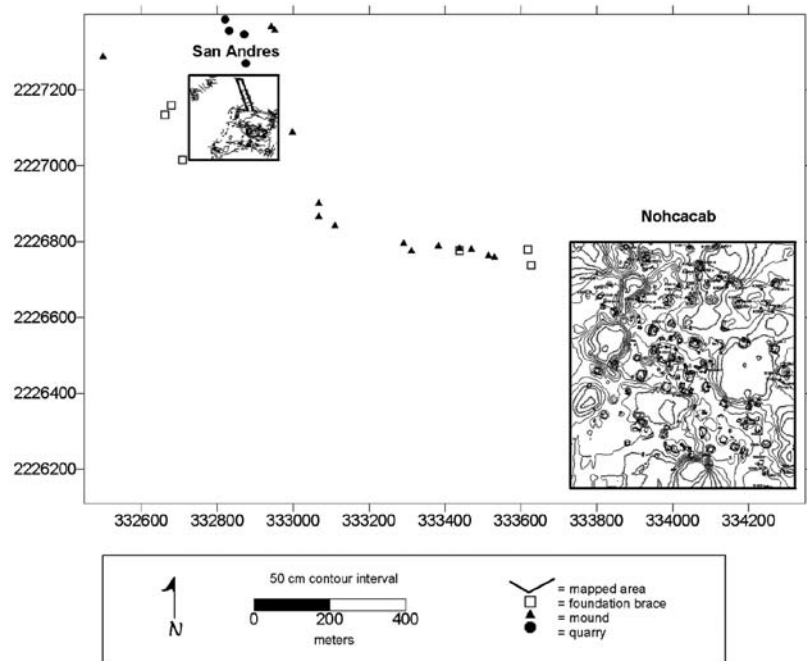 San Andres
2227200
2227000
2226800
2226600
2226400
2226200
Nohcacab
332600 332800 333000 333200 333400 333600 333800 334000 334200
50 cm contour interval
0 200 400
meters
N
= mapped area
= foundation brace
= mound
= quarry